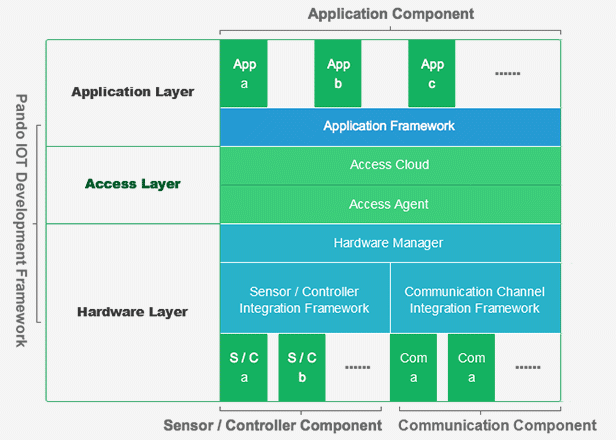 Application Component
App
a
App
b
App
c
......
Application Layer
Application Framework
Pando IOT Development Framework
Access Layer
Access Cloud
Access Agent
Hardware Manager
Hardware Layer
Sensor / Controller
Integration Framework
Communication Channel
Integration Framework
S / C
a
S / C
b
......
Com
a
Com
a
......
Sensor / Controller Component
Communication Component